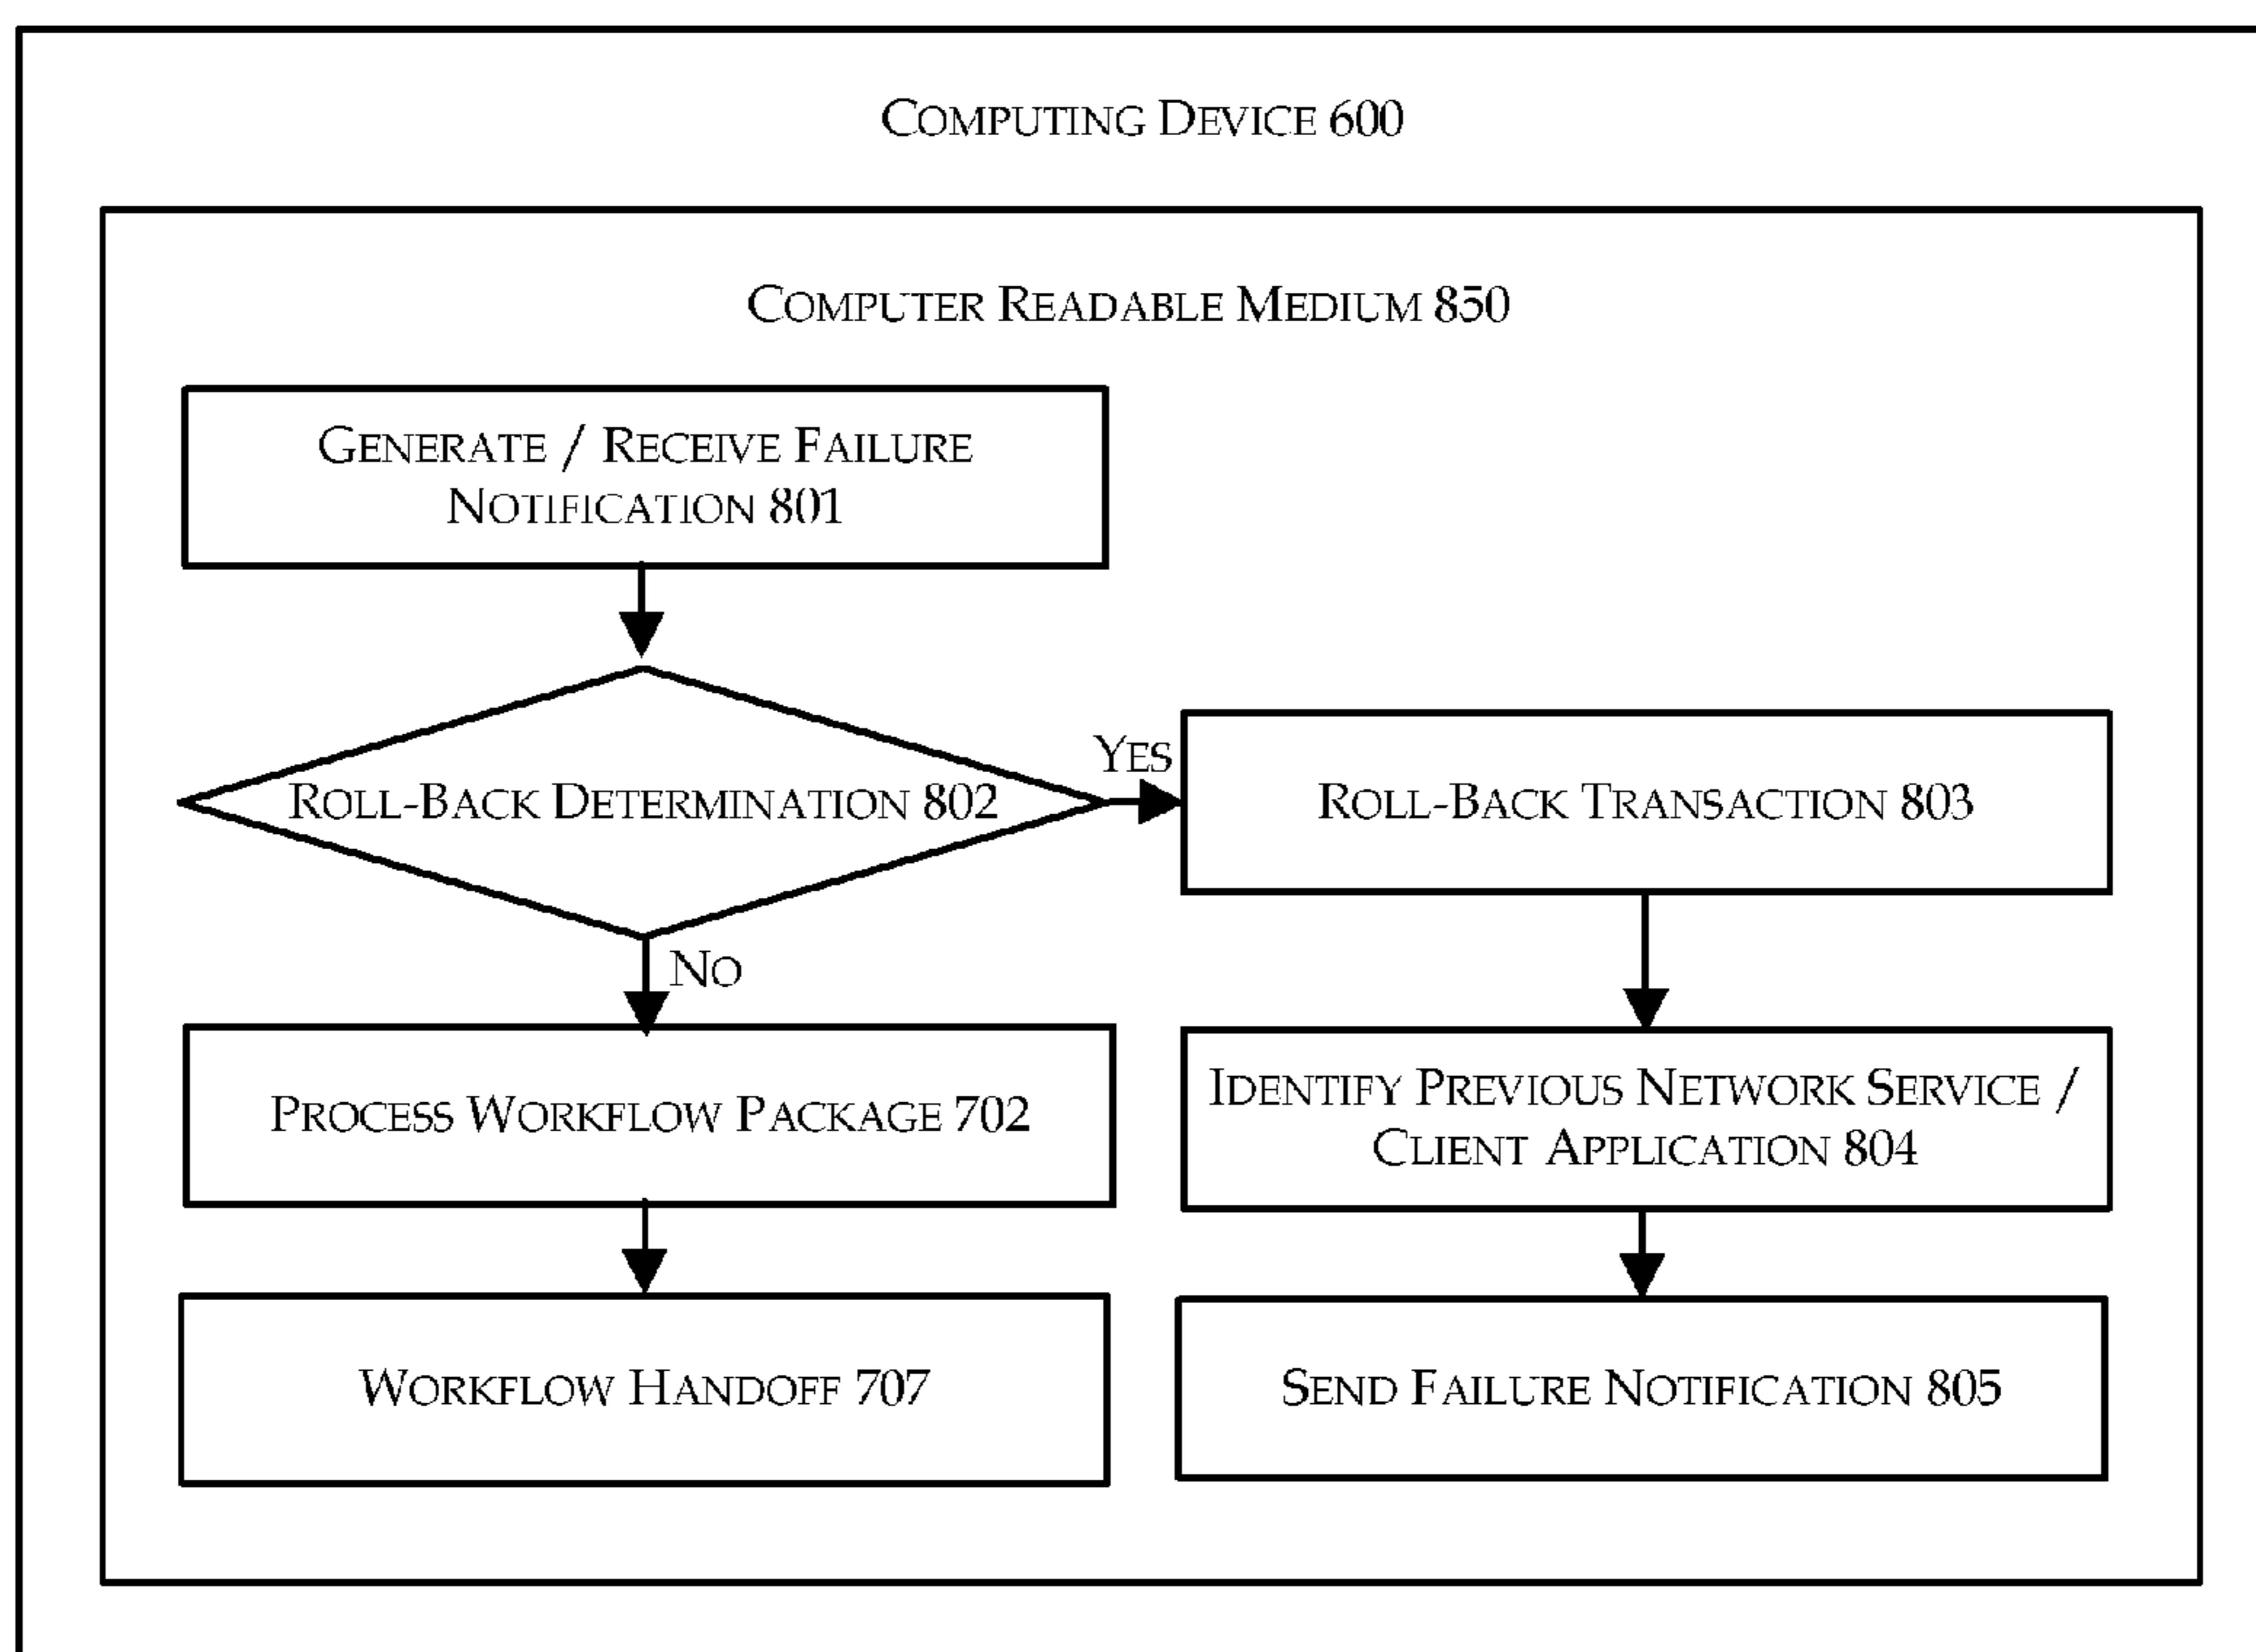 COMPUTING DEVICE 600
COMPUTER READABLE MEDIUM 850
GENERATE / RECEIVE FAILURE
NOTIFICATION 801
ROLL-BACK DETERMINATION 802
YES
ROLL-BACK TRANSACTION 803
NO
PROCESS WORKFLOW PACKAGE 702
IDENTIFY PREVIOUS NETWORK SERVICE /
CLIENT APPLICATION 804
WORKFLOW HANDOFF 707
SEND FAILURE NOTIFICATION 805